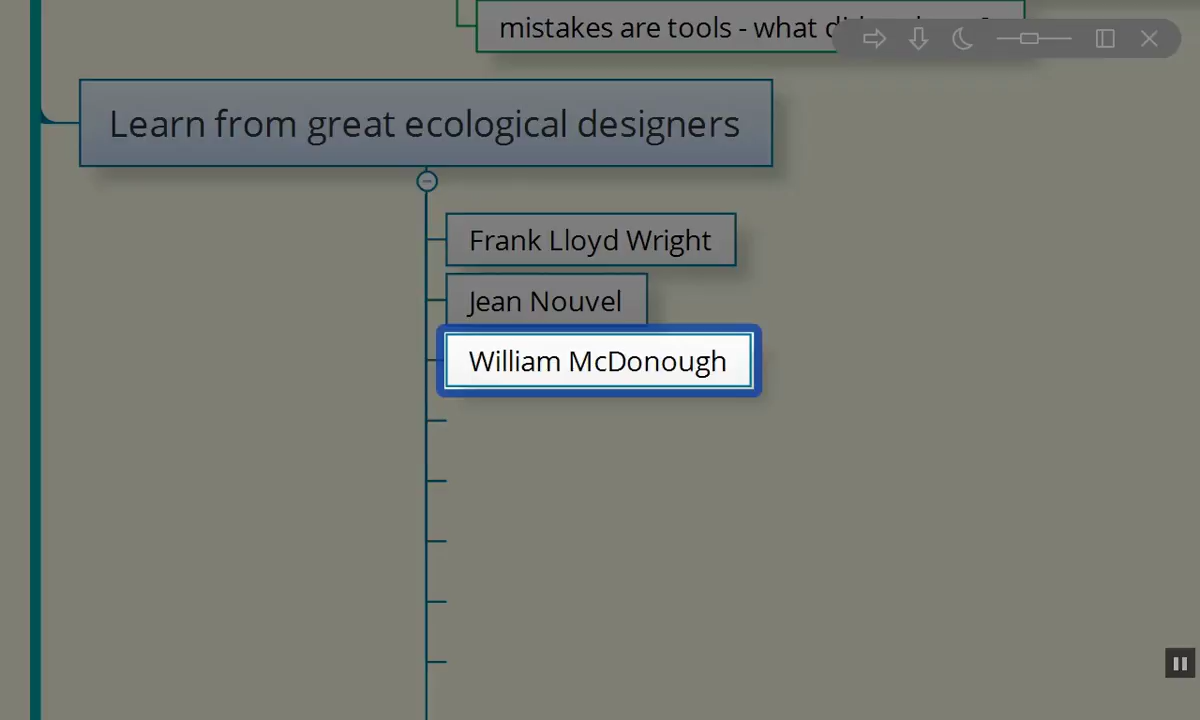 mistakes are tools - what
Learn from great ecological designers
Frank Lloyd Wright
Jean Nouvel
William McDonough